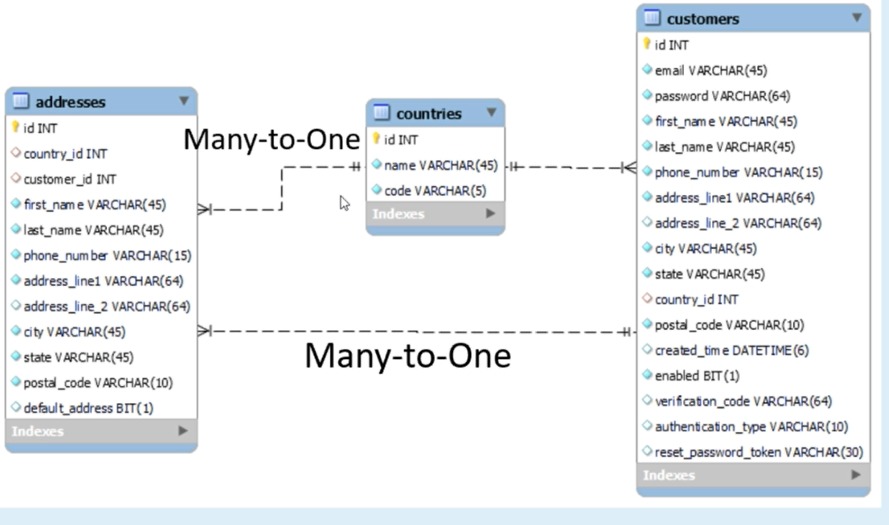 addresses
id INT
country_id INT
customer_id INT
first_name VARCHAR(45)
last_name VARCHAR(45)
phone_number VARCHAR(15)
address_line1 VARCHAR(64)
address_line_2 VARCHAR(64)
city VARCHAR(45)
state VARCHAR(45)
postal_code VARCHAR(10)
default_address BIT(1)
Indexes
Many-to-One
countries
id INT
name VARCHAR(45)
code VARCHAR(5)
Indexes
Many-to-One
customers
id INT
email VARCHAR(45)
password VARCHAR(64)
first_name VARCHAR(45)
last_name VARCHAR(45)
phone_number VARCHAR(15)
address_line1 VARCHAR(64)
address_line_2 VARCHAR(64)
city VARCHAR(45)
state VARCHAR(45)
country_id INT
postal_code VARCHAR(10)
created_time DATETIME(6)
enabled BIT(1)
verification_code VARCHAR(64)
authentication_type VARCHAR(10)
reset_password_token VARCHAR(30)
Indexes